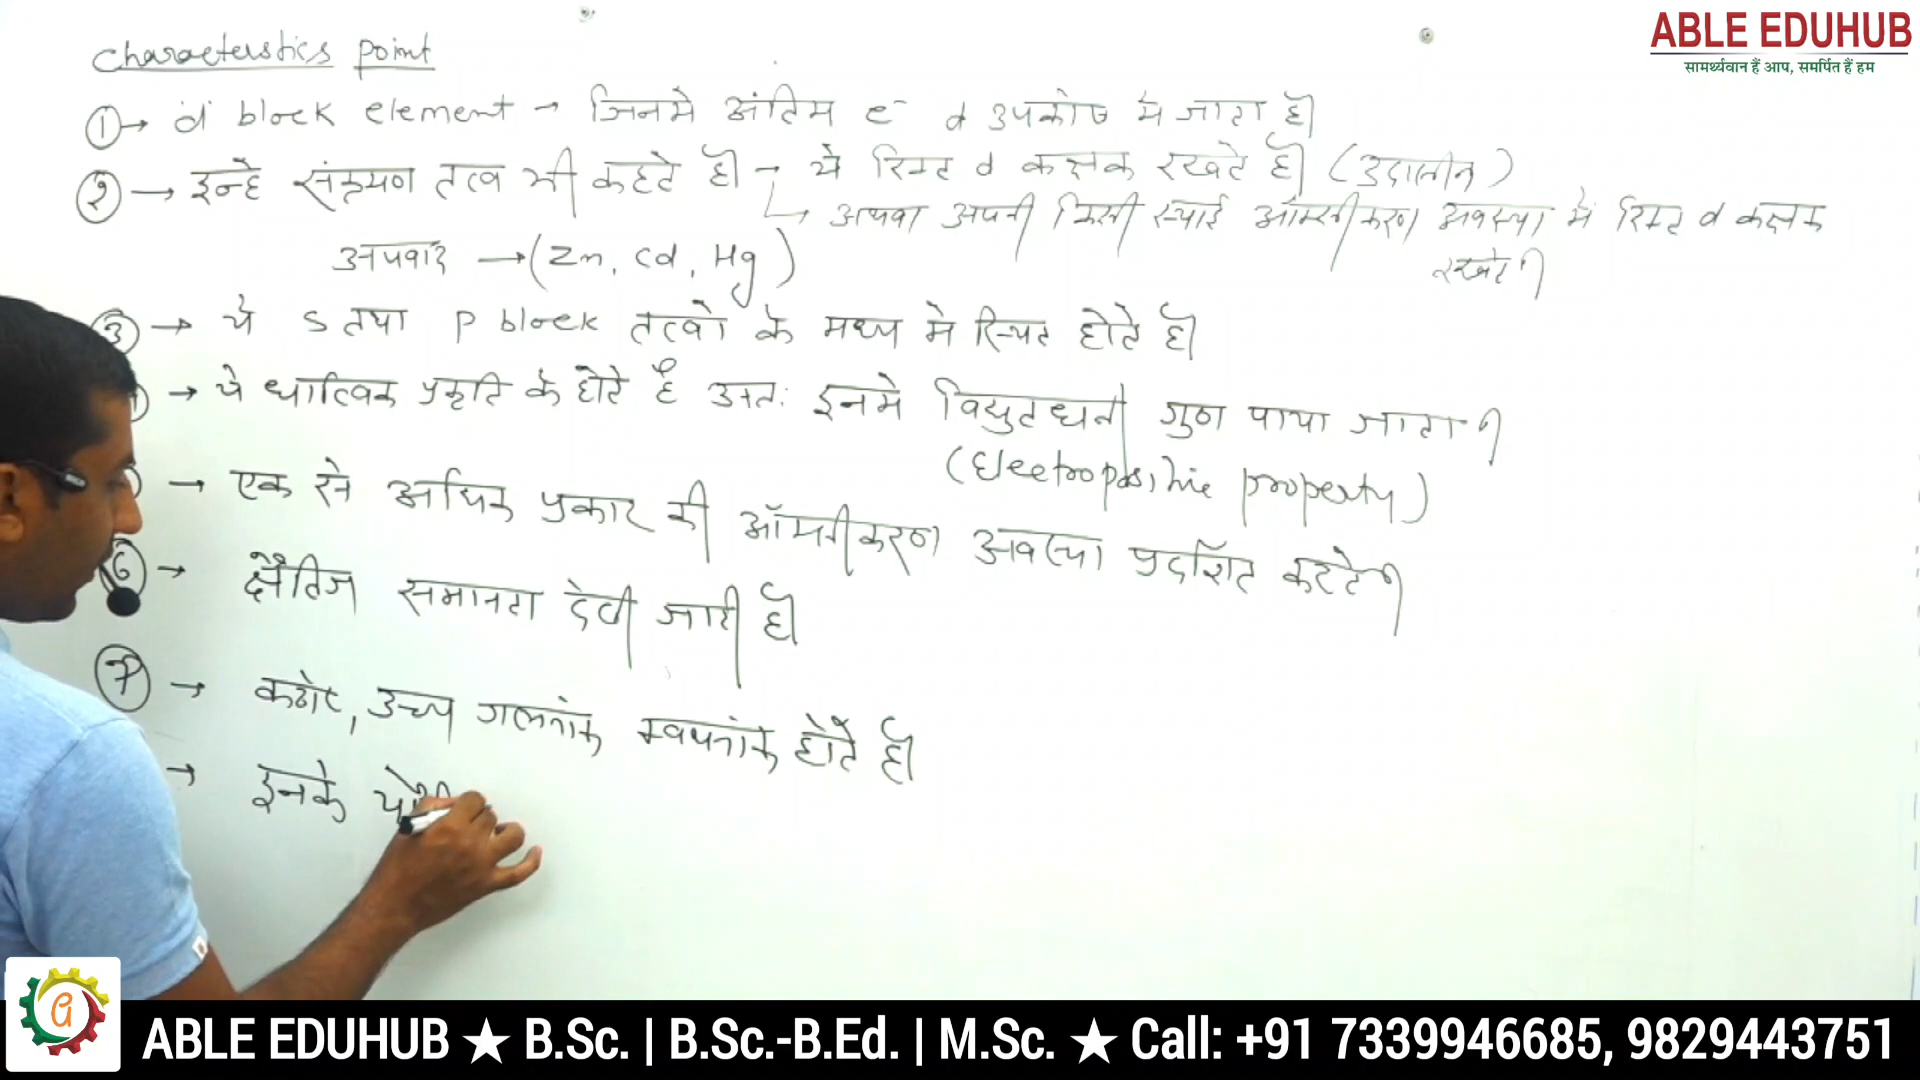 ABLE EDUHUB
सामर्थ्यवान हैं आप, समर्पित हैं हम
Characterstics point
① → d block element → जिनमे अंतिम e⁻ d उपकोष मे जाता है
② → इन्हे संक्रमण तत्व भी कहते है → ये रिक्त d कक्षक रखते है (उदासीन)
↳ अथवा अपनी किसी स्थाई ऑक्सीकरण अवस्था मे रिक्त d कक्षक
रखते
अपवाद → (Zn, Cd, Hg)
③ → ये s तथा p block तत्वो के मध्य मे स्थित होते है
→ ये धात्विक प्रकृति के होते है अतः इनमे विद्युतधनी गुण पाया जाता
(Electropositive property)
→ एक से अधिक प्रकार की ऑक्सीकरण अवस्था प्रदर्शित करते
⑥ → क्षैतिज समानता देखी जाती है
⑦ → कठोर, उच्च गलनांक क्वथनांक होते है
→ इनके
G
ABLE EDUHUB ★ B.Sc. | B.Sc.-B.Ed. | M.Sc. ★ Call: +91 7339946685, 9829443751